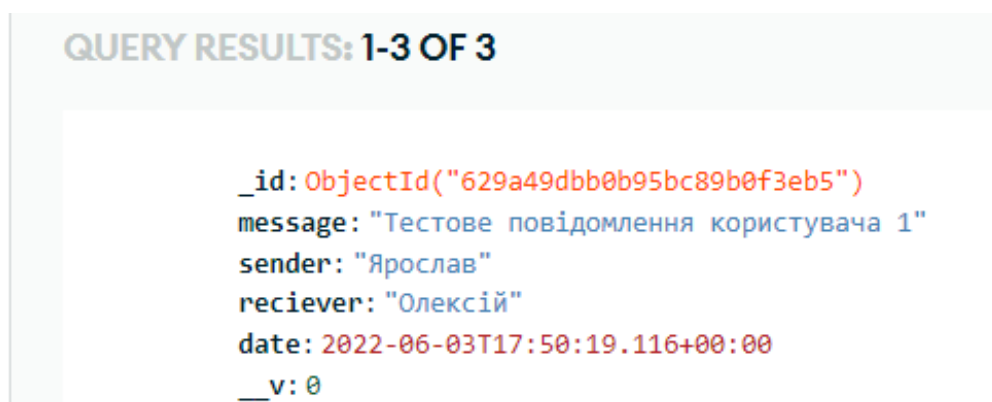 QUERY RESULTS: 1-3 OF 3
_id: ObjectId("629a49dbb0b95bc89b0f3eb5")
message: "Тестове повідомлення користувача 1"
sender: "Ярослав"
reciever: "Олексій"
date: 2022-06-03T17:50:19.116+00:00
__v: 0